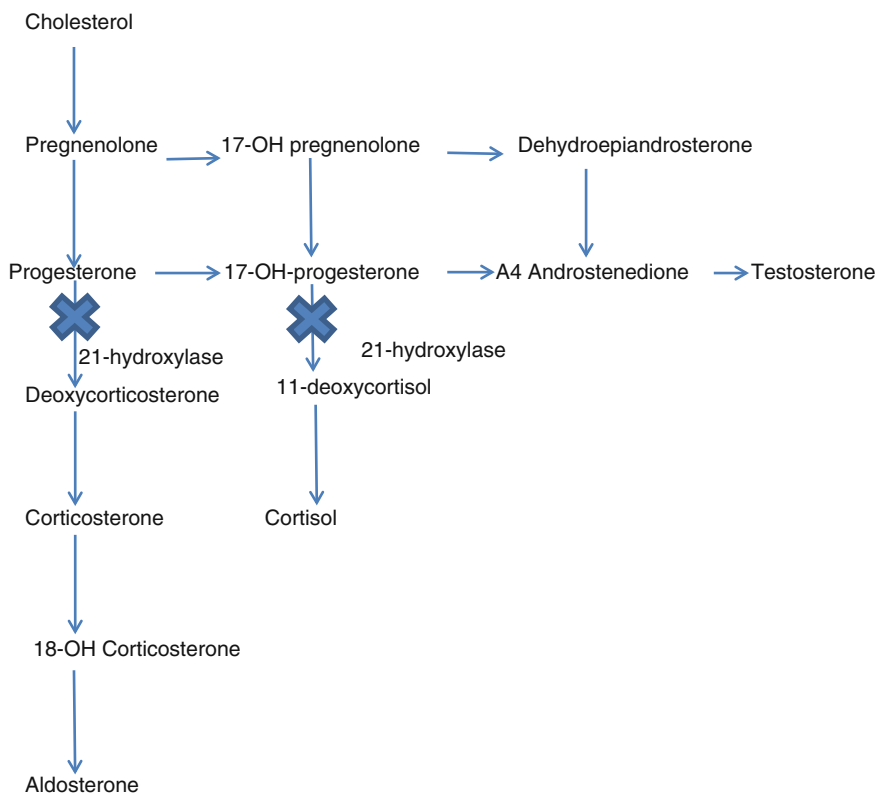 Cholesterol
Pregnenolone
17-OH pregnenolone
Dehydroepiandrosterone
Progesterone
17-OH-progesterone
A4 Androstenedione
Testosterone
21-hydroxylase
21-hydroxylase
Deoxycorticosterone
11-deoxycortisol
Corticosterone
Cortisol
18-OH Corticosterone
Aldosterone